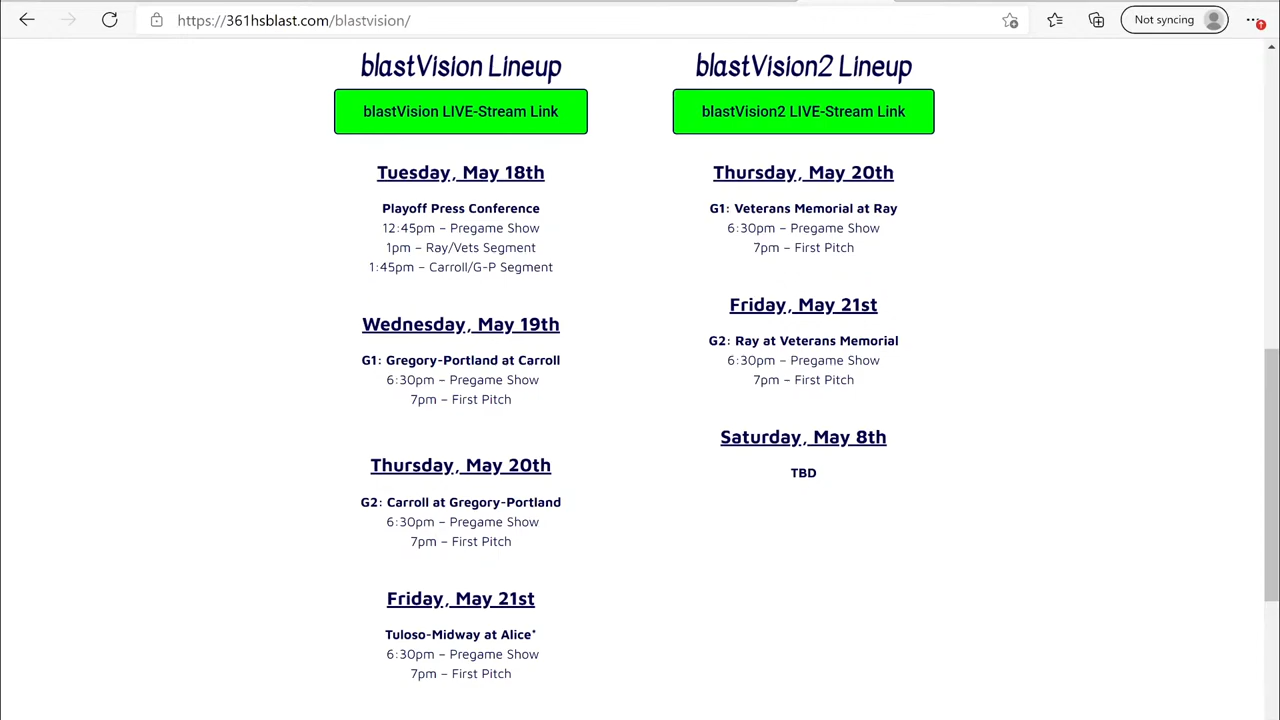 https://361hsblast.com/blastvision/
Not syncing
blastVision Lineup
blastVision LIVE-Stream Link
Tuesday, May 18th
Playoff Press Conference
12:45pm – Pregame Show
1pm – Ray/Vets Segment
1:45pm – Carroll/G-P Segment
Wednesday, May 19th
G1: Gregory-Portland at Carroll
6:30pm – Pregame Show
7pm – First Pitch
Thursday, May 20th
G2: Carroll at Gregory-Portland
6:30pm – Pregame Show
7pm – First Pitch
Friday, May 21st
Tuloso-Midway at Alice*
6:30pm – Pregame Show
7pm – First Pitch
blastVision2 Lineup
blastVision2 LIVE-Stream Link
Thursday, May 20th
G1: Veterans Memorial at Ray
6:30pm – Pregame Show
7pm – First Pitch
Friday, May 21st
G2: Ray at Veterans Memorial
6:30pm – Pregame Show
7pm – First Pitch
Saturday, May 8th
TBD